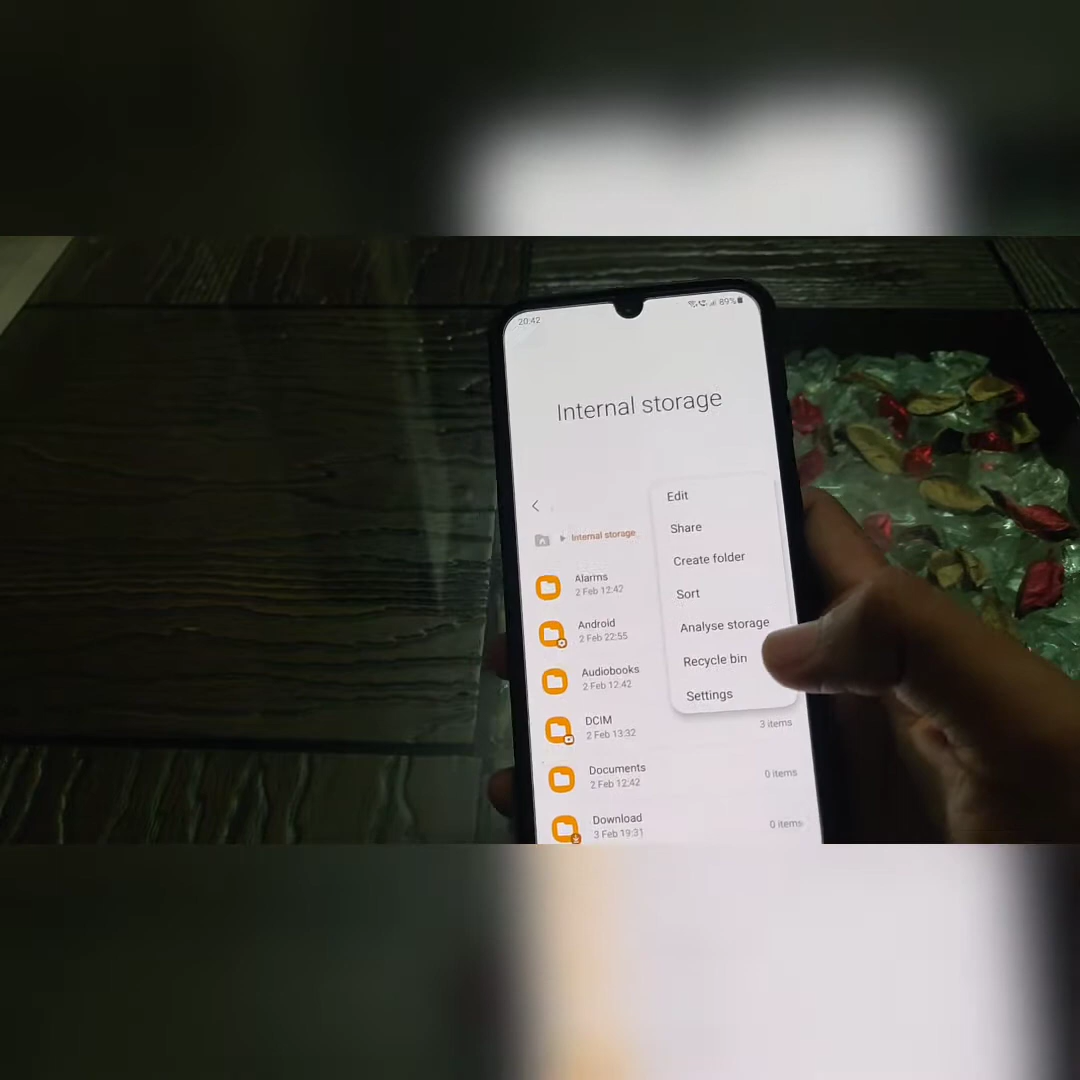 20:42
89%
Internal storage
Edit
Share
Create folder
Sort
Analyse storage
Recycle bin
Settings
Internal storage
Alarms
2 Feb 12:42
Android
2 Feb 22:55
Audiobooks
2 Feb 12:42
DCIM
2 Feb 13:32
3 items
Documents
2 Feb 12:42
0 items
Download
3 Feb 19:31
0 items